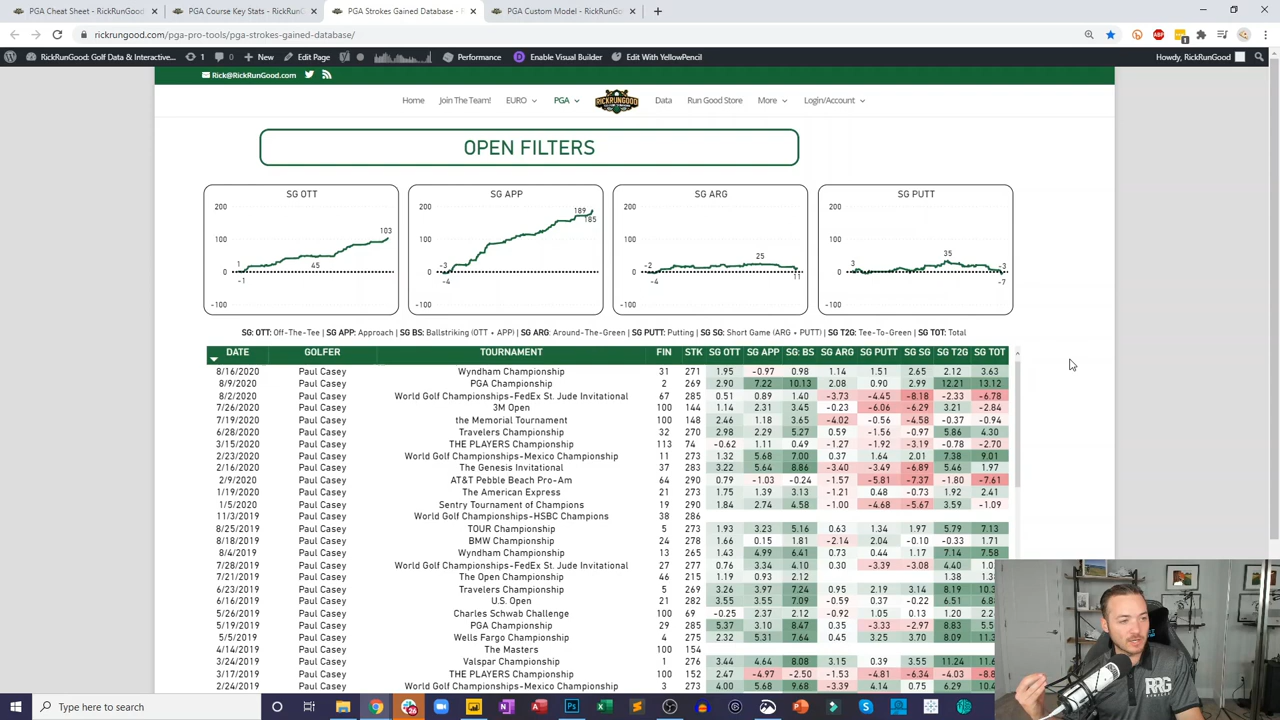 PGA Cheat Sheet - RickRunGood
PGA Course Key Stats - RickRunG
PGA Strokes Gained Database -
PGA Custom Model - RickRunGo
rickrungood.com/pga-pro-tools/pga-strokes-gained-database/
RickRunGood: Golf Data & Interactive... 1 0 New Edit Page Performance Enable Visual Builder Edit With YellowPencil Howdy, RickRunGood
Rick@RickRunGood.com
Home Join The Team! EURO PGA RICKRUNGOOD Data Run Good Store More Login/Account
OPEN FILTERS
SG OTT SG APP SG ARG SG PUTT
200 100 0 -100 1 -1 45 103
200 100 0 -100 -3 -4 189 185
200 100 0 -100 -2 -4 25 11
200 100 0 -100 3 35 -3 -7
SG: OTT: Off-The-Tee | SG APP: Approach | SG BS: Ballstriking (OTT + APP) | SG ARG: Around-The-Green | SG PUTT: Putting | SG SG: Short Game (ARG + PUTT) | SG T2G: Tee-To-Green | SG TOT: Total
DATE GOLFER TOURNAMENT FIN STK SG OTT SG APP SG: BS SG ARG SG PUTT SG SG SG T2G SG TOT
8/16/2020 Paul Casey Wyndham Championship 31 271 1.95 -0.97 0.98 1.14 1.51 2.65 2.12 3.63
8/9/2020 Paul Casey PGA Championship 2 269 2.90 7.22 10.13 2.08 0.90 2.99 12.21 13.12
8/2/2020 Paul Casey World Golf Championships-FedEx St. Jude Invitational 67 285 0.51 0.89 1.40 -3.73 -4.45 -8.18 -2.33 -6.78
7/26/2020 Paul Casey 3M Open 100 144 1.14 2.31 3.45 -0.23 -6.06 -6.29 3.21 -2.84
7/19/2020 Paul Casey the Memorial Tournament 100 148 2.46 1.18 3.65 -4.02 -0.56 -4.58 -0.37 -0.94
6/28/2020 Paul Casey Travelers Championship 32 270 2.98 2.29 5.27 0.59 -1.56 -0.97 5.86 4.30
3/15/2020 Paul Casey THE PLAYERS Championship 113 74 -0.62 1.11 0.49 -1.27 -1.92 -3.19 -0.78 -2.70
2/23/2020 Paul Casey World Golf Championships-Mexico Championship 11 273 1.32 5.68 7.00 0.37 1.64 2.01 7.38 9.01
2/16/2020 Paul Casey The Genesis Invitational 37 283 3.22 5.64 8.86 -3.40 -3.49 -6.89 5.46 1.97
2/9/2020 Paul Casey AT&T Pebble Beach Pro-Am 64 290 0.79 -1.03 -0.24 -1.57 -5.81 -7.37 -1.80 -7.61
1/19/2020 Paul Casey The American Express 21 273 1.75 1.39 3.13 -1.21 0.48 -0.73 1.92 2.41
1/5/2020 Paul Casey Sentry Tournament of Champions 19 290 1.84 2.74 4.58 -1.00 -4.68 -5.67 3.59 -1.09
11/3/2019 Paul Casey World Golf Championships-HSBC Champions 38 286
8/25/2019 Paul Casey TOUR Championship 5 273 1.93 3.23 5.16 0.63 1.34 1.97 5.79 7.13
8/18/2019 Paul Casey BMW Championship 24 278 1.66 0.15 1.81 -2.14 2.04 -0.10 -0.33 1.71
8/4/2019 Paul Casey Wyndham Championship 13 265 1.43 4.99 6.41 0.73 0.44 1.17 7.14 7.58
7/28/2019 Paul Casey World Golf Championships-FedEx St. Jude Invitational 27 277 0.76 3.34 4.10 0.30 -3.39 -3.08 4.40
7/21/2019 Paul Casey The Open Championship 46 215 1.19 0.93 2.12 1.38
6/23/2019 Paul Casey Travelers Championship 5 269 3.26 3.97 7.24 0.95 2.19 3.14 8.19
6/16/2019 Paul Casey U.S. Open 21 282 3.55 3.55 7.09 -0.59 0.37 -0.22 6.51
5/26/2019 Paul Casey Charles Schwab Challenge 100 69 -0.25 2.37 2.12 -0.92 1.05 0.13 1.20
5/19/2019 Paul Casey PGA Championship 29 285 5.37 3.10 8.47 0.35 -3.33 -2.97 8.83
5/5/2019 Paul Casey Wells Fargo Championship 4 275 2.32 5.31 7.64 0.45 3.25 3.70 8.09
4/14/2019 Paul Casey The Masters 100 154
3/24/2019 Paul Casey Valspar Championship 1 276 3.44 4.64 8.08 3.15 0.39 3.55 11.24
3/17/2019 Paul Casey THE PLAYERS Championship 100 152 2.47 -4.97 -2.50 -1.53 -4.81 -6.34 -4.03
2/24/2019 Paul Casey World Golf Championships-Mexico Championship 3 273 4.00 5.68 9.68 -3.39 4.14 0.75 6.29
RRG
Type here to search
26